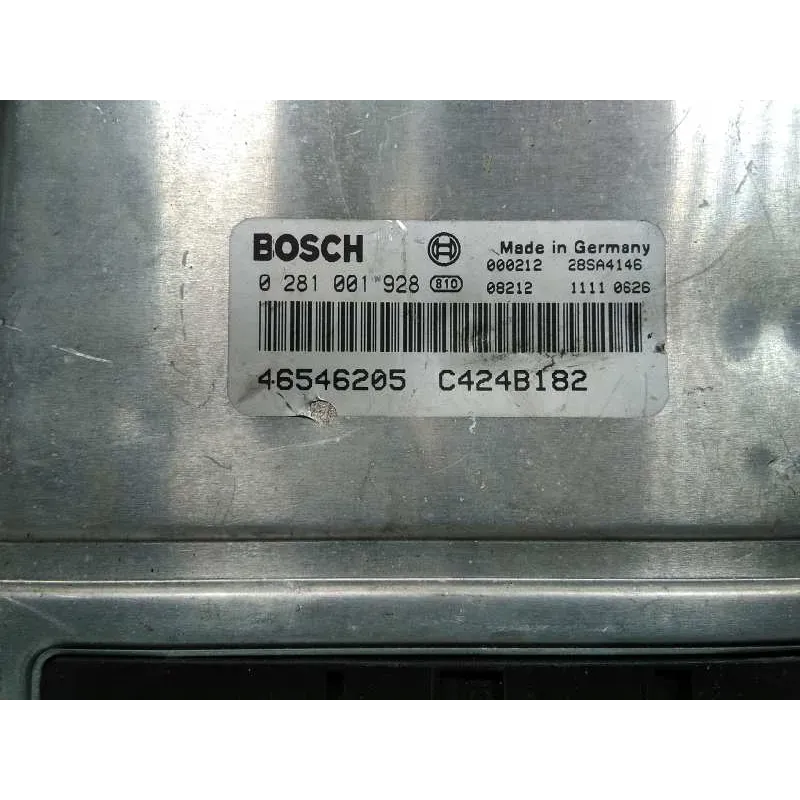 BOSCH Made in Germany
000212 28SA4146
0 281 001 928 810 08212 1111 0626
46546205 C424B182